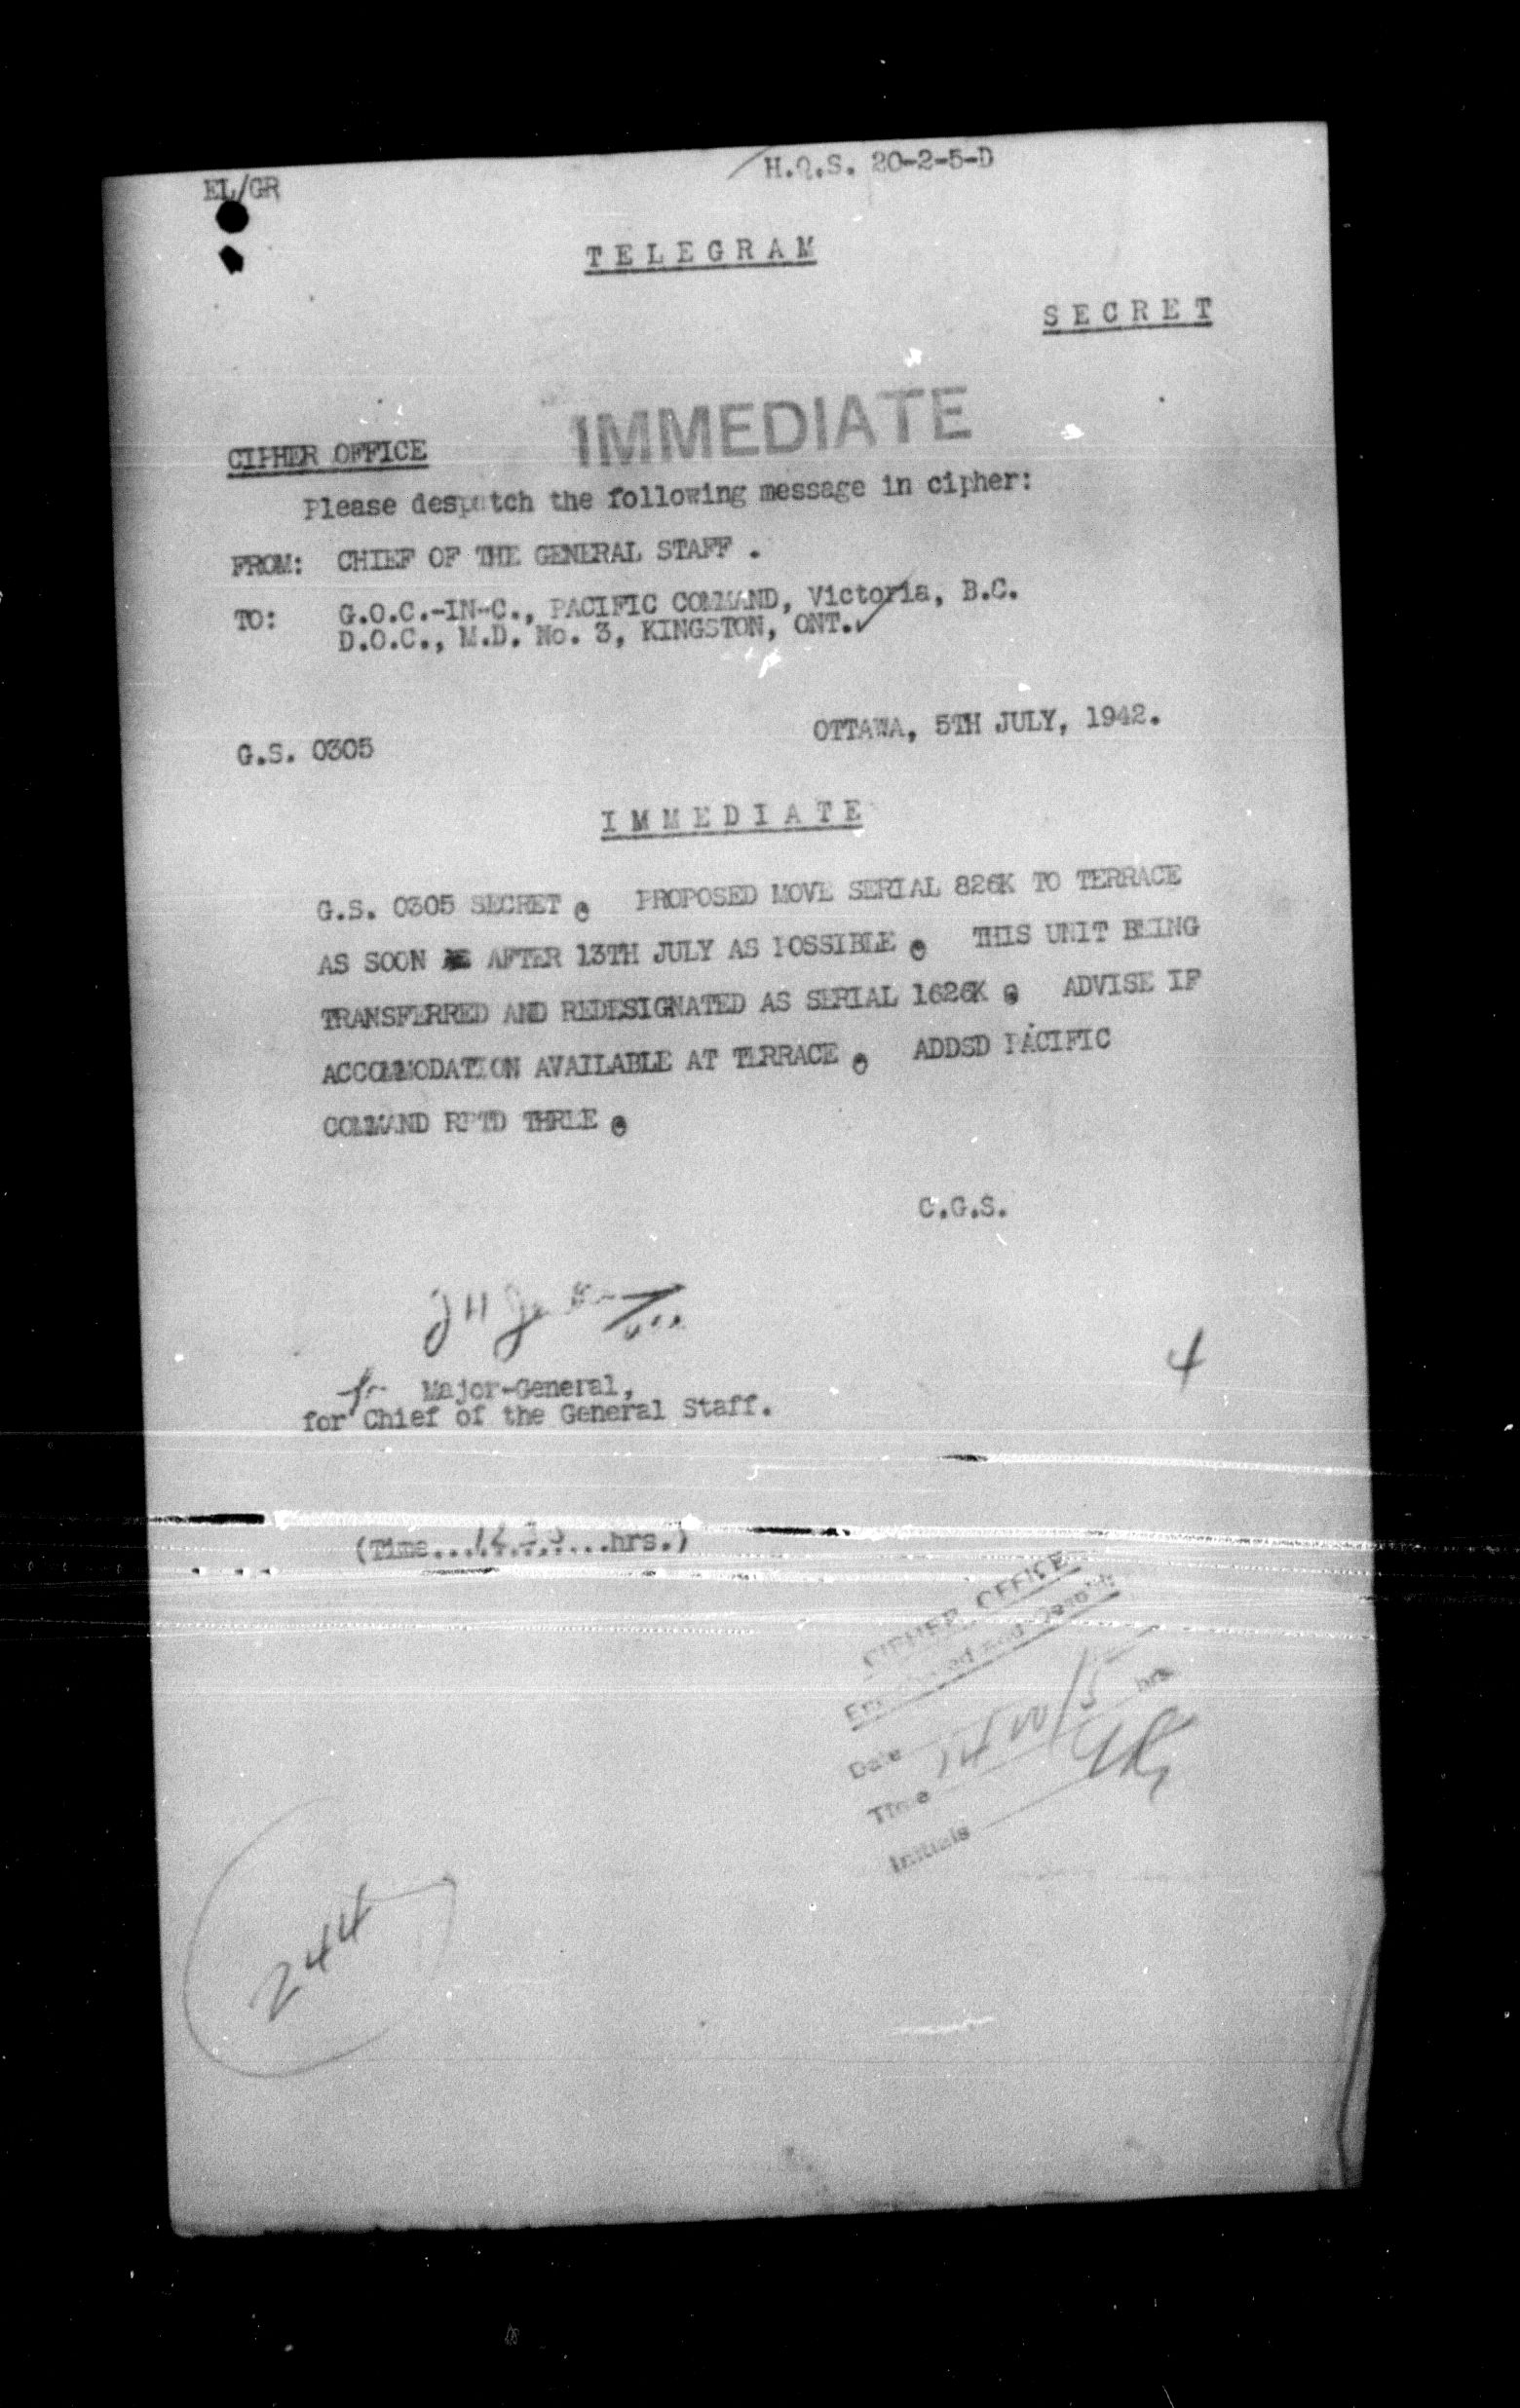 EL/GR
H.Q.S. 20-2-5-D
TELEGRAM
SECRET
IMMEDIATE
CIPHER OFFICE
Please despatch the following message in cipher:
FROM: CHIEF OF THE GENERAL STAFF .
TO: G.O.C.-IN-C., PACIFIC COMMAND, Victoria, B.C.
D.O.C., M.D. No. 3, KINGSTON, ONT.
OTTAWA, 5TH JULY, 1942.
G.S. 0305
IMMEDIATE
G.S. 0305 SECRET . PROPOSED MOVE SERIAL 826K TO TERRACE
AS SOON AFTER 13TH JULY AS POSSIBLE . THIS UNIT BEING
TRANSFERRED AND REDESIGNATED AS SERIAL 1626K . ADVISE IF
ACCOMMODATION AVAILABLE AT TERRACE . ADDSD PACIFIC
COMMAND RPTD THREE .
C.G.S.
4
for Major-General,
for Chief of the General Staff.
(Time... ...hrs.)
CIPHER OFFICE
Date hrs
Time
Initials
244